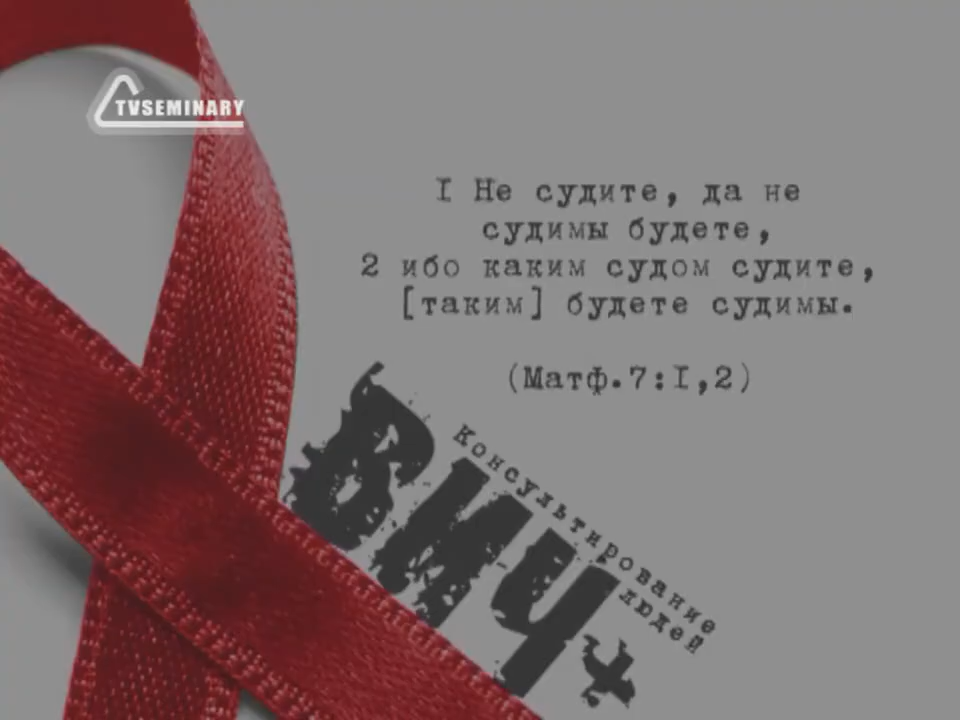 TVSEMINARY
1 Не судите, да не
судимы будете,
2 ибо каким судом судите,
[таким] будете судимы.
(Матф.7:1,2)
Консультирование
людей
ВИЧ+